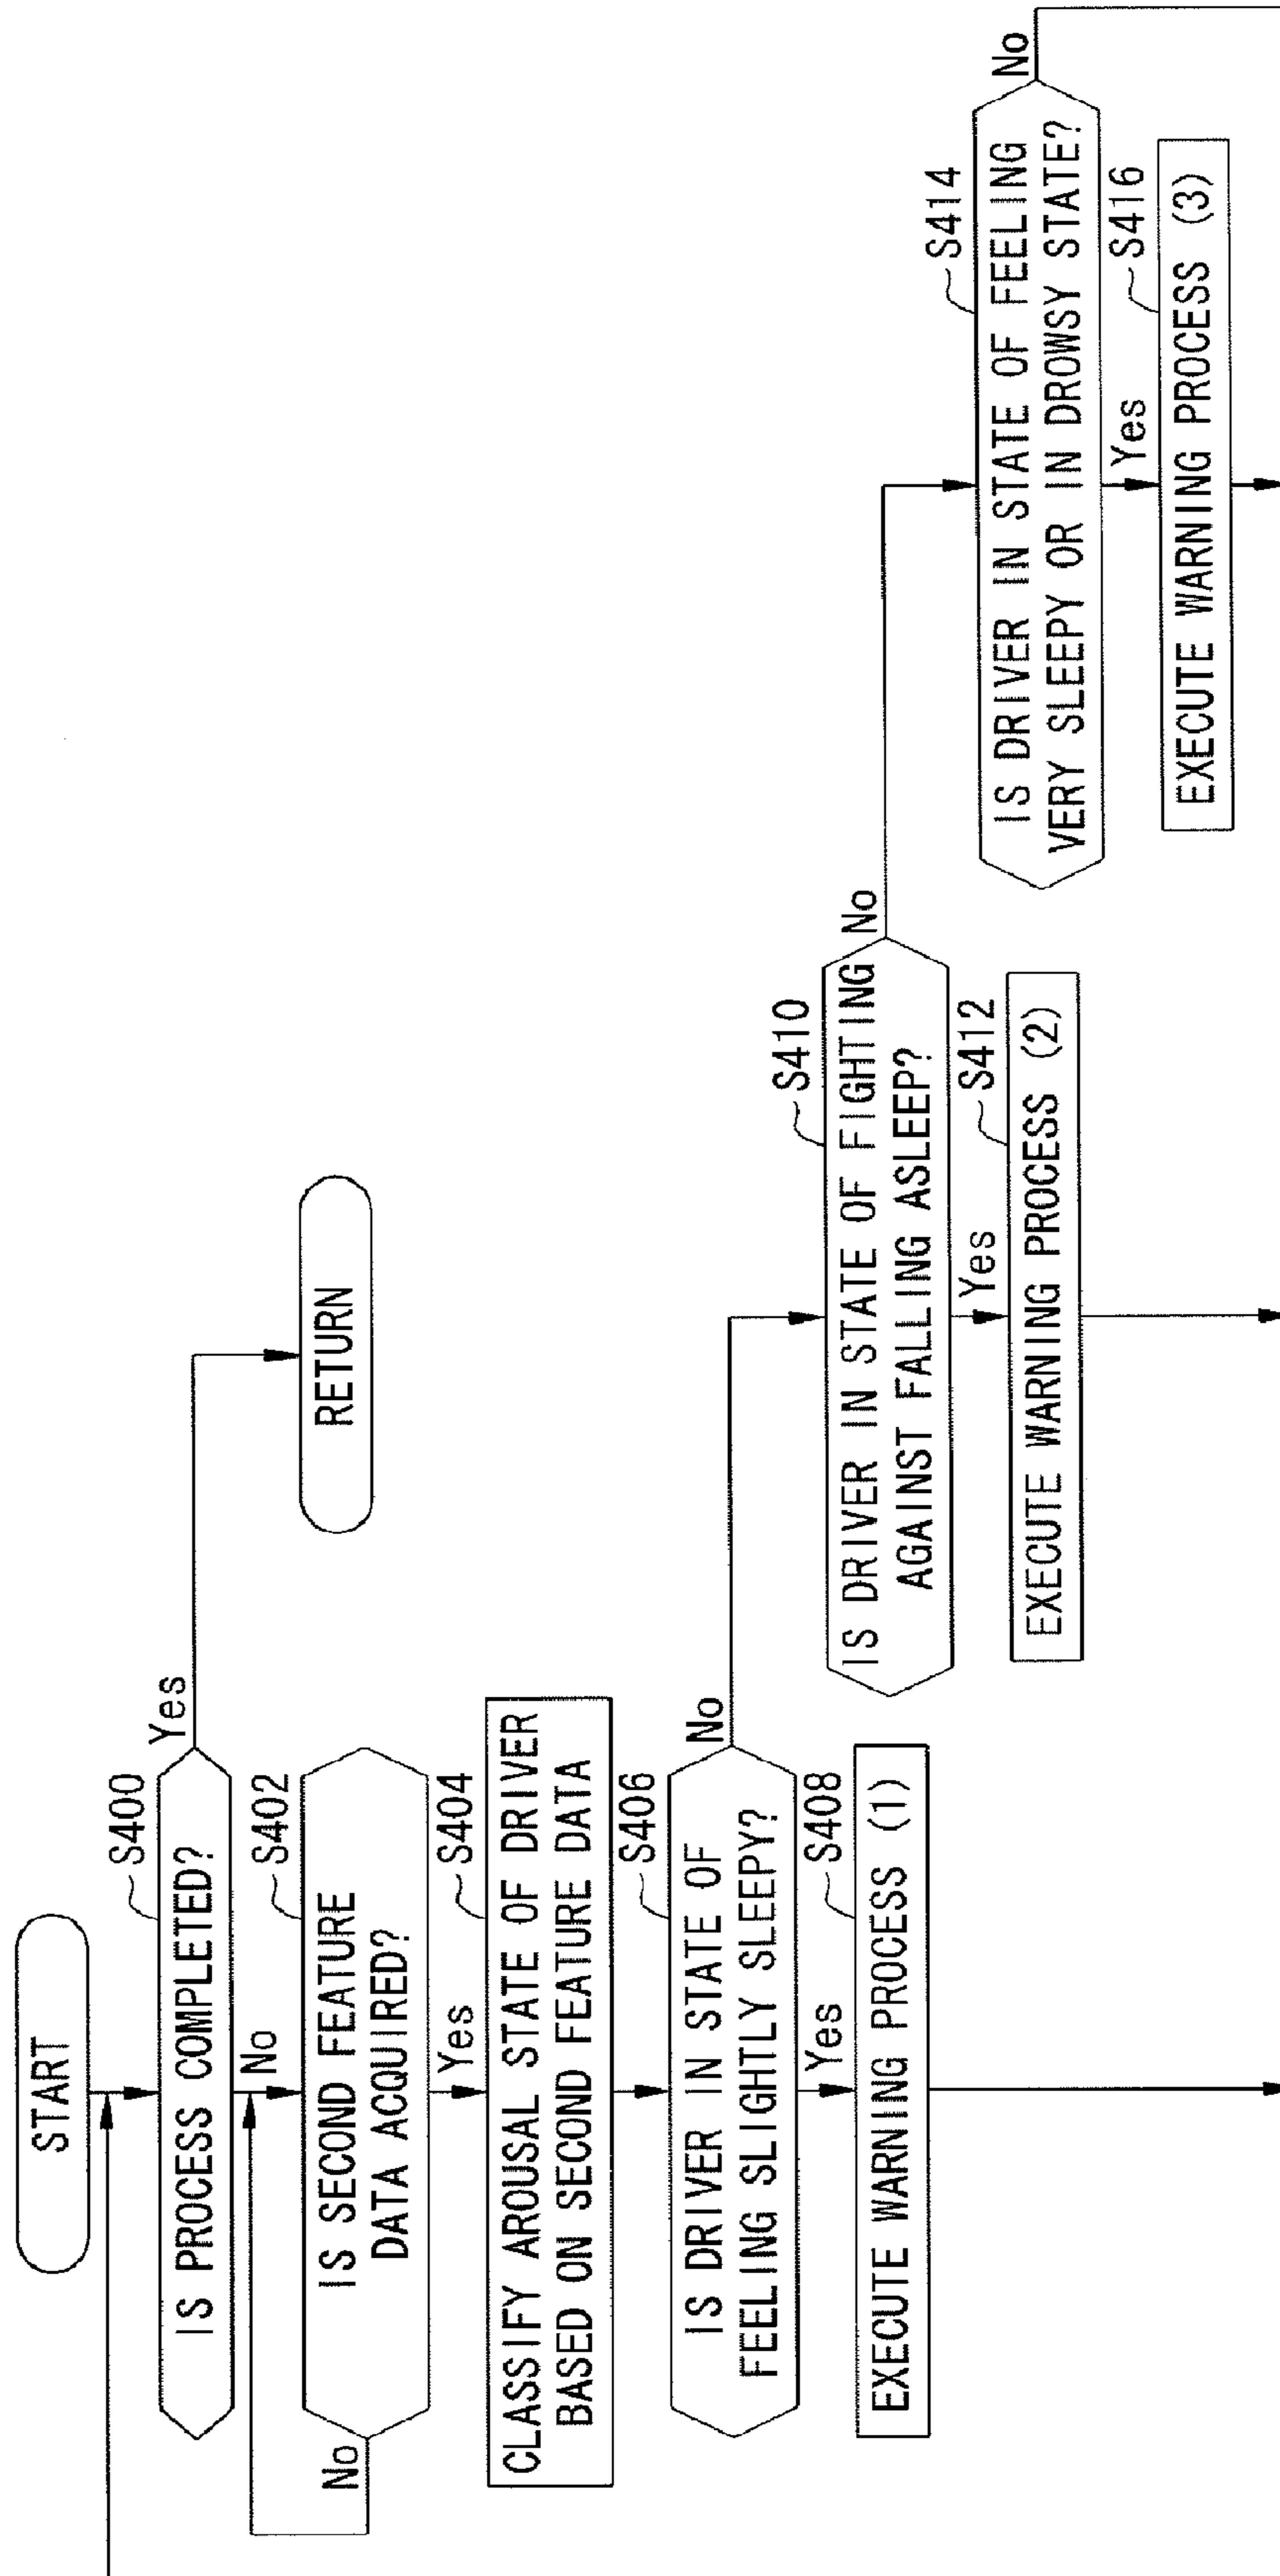 START
S400
IS PROCESS COMPLETED?
Yes
RETURN
No
S402
IS SECOND FEATURE
DATA ACQUIRED?
No
Yes
S404
CLASSIFY AROUSAL STATE OF DRIVER
BASED ON SECOND FEATURE DATA
S406
IS DRIVER IN STATE OF
FEELING SLIGHTLY SLEEPY?
No
Yes
S408
EXECUTE WARNING PROCESS (1)
S410
IS DRIVER IN STATE OF FIGHTING
AGAINST FALLING ASLEEP?
No
Yes
S412
EXECUTE WARNING PROCESS (2)
S414
IS DRIVER IN STATE OF FEELING
VERY SLEEPY OR IN DROWSY STATE?
No
Yes
S416
EXECUTE WARNING PROCESS (3)